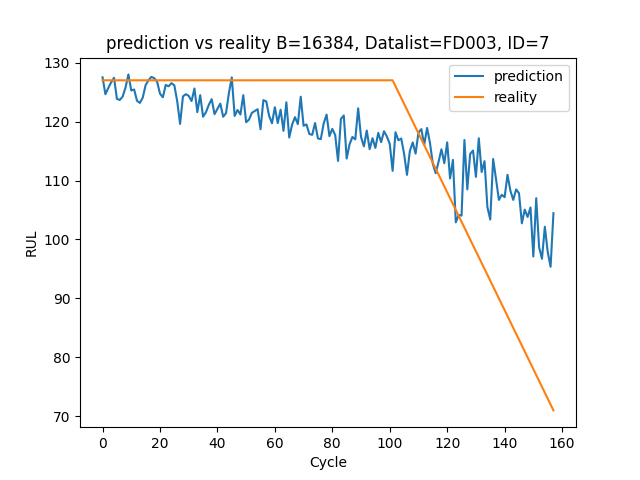 prediction vs reality B=16384, Datalist=FD003, ID=7
prediction
reality
130
120
110
100
90
80
70
RUL
0 20 40 60 80 100 120 140 160
Cycle